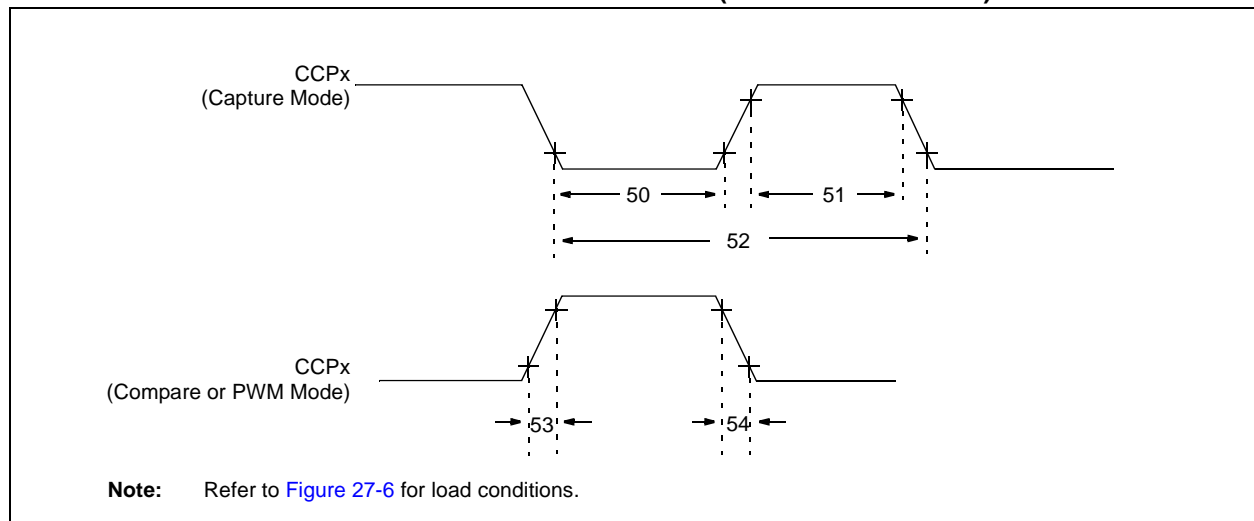 CCPx
(Capture Mode)
50
51
52
CCPx
(Compare or PWM Mode)
53
54
Note: Refer to Figure 27-6 for load conditions.